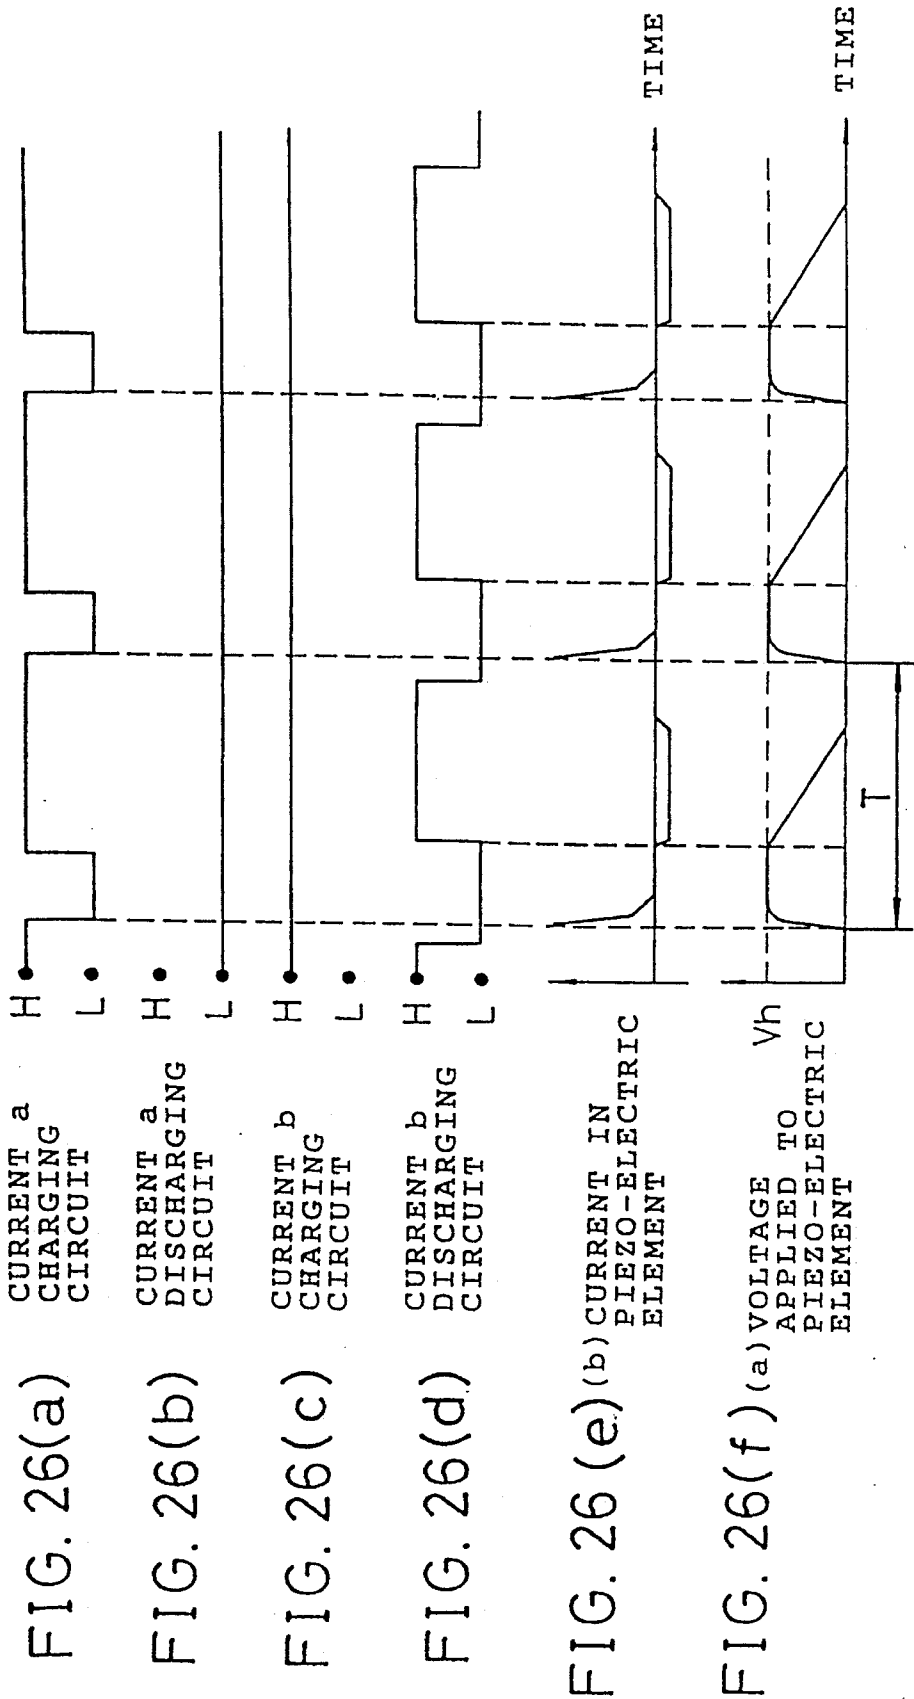 FIG. 26(a)
CURRENT a
CHARGING
CIRCUIT
H
L
FIG. 26(b)
CURRENT a
DISCHARGING
CIRCUIT
H
L
FIG. 26(c)
CURRENT b
CHARGING
CIRCUIT
H
L
FIG. 26(d)
CURRENT b
DISCHARGING
CIRCUIT
H
L
FIG. 26(e)
(b) CURRENT IN
PIEZO-ELECTRIC
ELEMENT
TIME
FIG. 26(f)
(a) VOLTAGE
APPLIED TO
PIEZO-ELECTRIC
ELEMENT
Vh
T
TIME